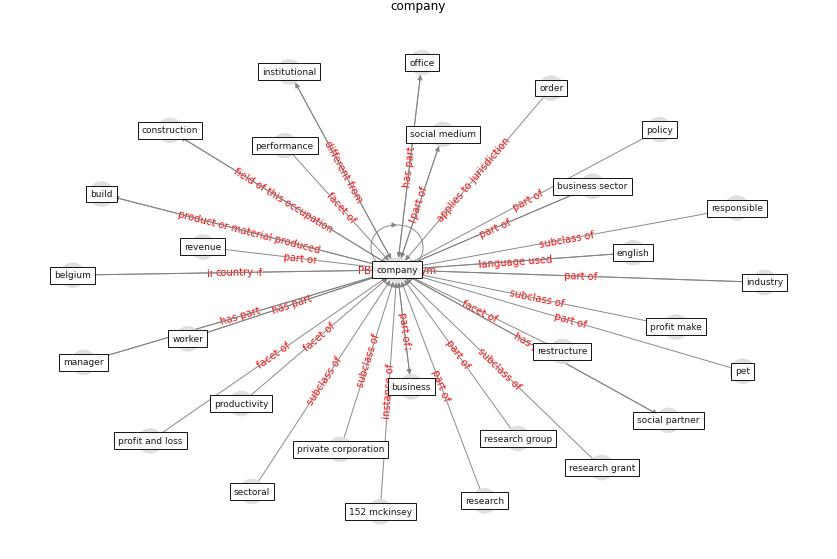 company
office
institutional
order
construction
policy
social medium
performance
different from
has part
part of
applies to jurisdiction
field of this occupation
facet of
business sector
build
part of
responsible
product or material produced
part of
subclass of
revenue
english
part of
language used
belgium
country
company
part of
industry
has part
has part
facet of
subclass of
profit make
worker
part of
manager
facet of
facet of
part of
has
restructure
subclass of
part of
subclass of
pet
subclass of
business
part of
productivity
instance of
social partner
profit and loss
private corporation
research group
research grant
sectoral
research
152 mckinsey